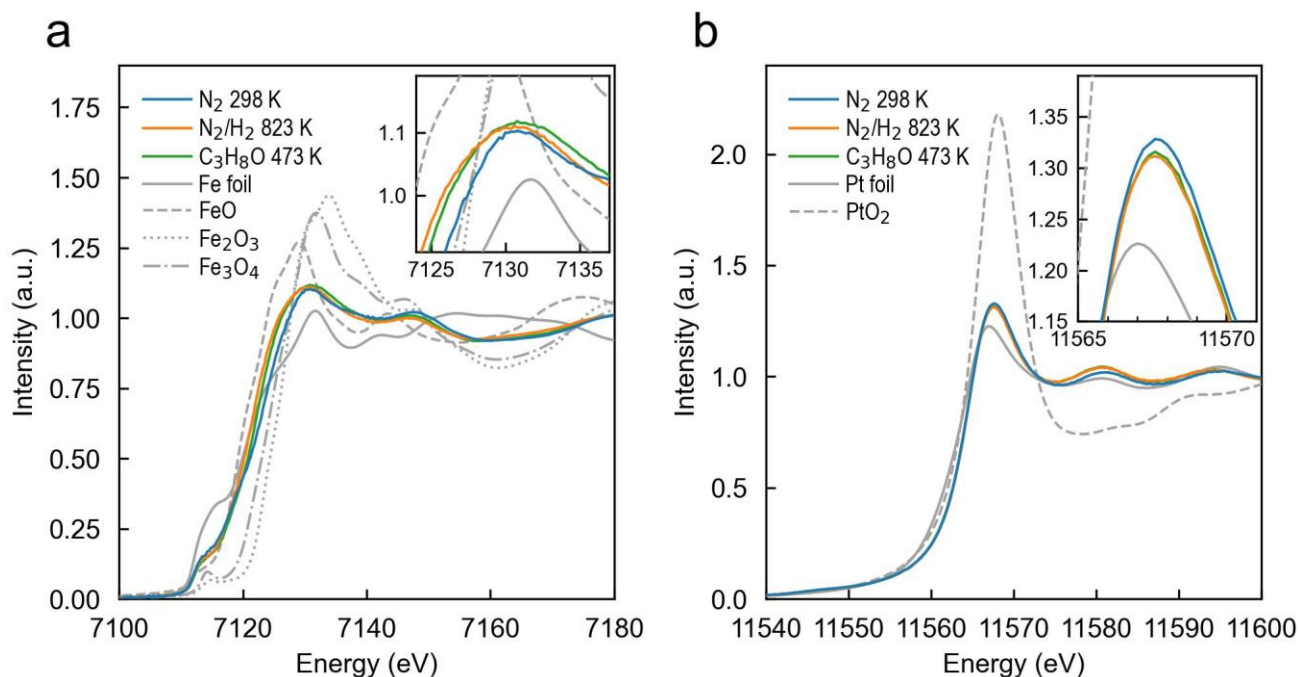 a
N₂ 298 K
N₂/H₂ 823 K
C₃H₈O 473 K
Fe foil
FeO
Fe₂O₃
Fe₃O₄
1.1
1.0
7125 7130 7135
1.75
1.50
1.25
1.00
0.75
0.50
0.25
0.00
Intensity (a.u.)
7100 7120 7140 7160 7180
Energy (eV)
b
N₂ 298 K
N₂/H₂ 823 K
C₃H₈O 473 K
Pt foil
PtO₂
1.35
1.30
1.25
1.20
1.15
11565 11570
2.0
1.5
1.0
0.5
0.0
Intensity (a.u.)
11540 11550 11560 11570 11580 11590 11600
Energy (eV)